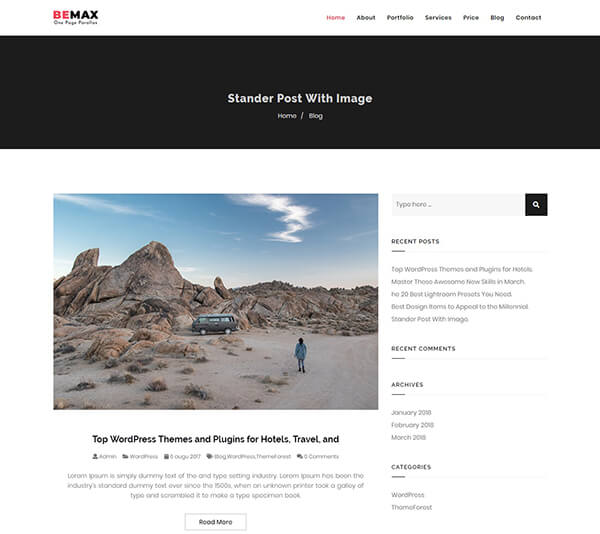 BEMAX
One Page Parallax
Home About Portfolio Services Price Blog Contact
Stander Post With Image
Home / Blog
Type here ...
RECENT POSTS
Top WordPress Themes and Plugins for Hotels.
Master These Awesome New Skills in March.
he 20 Best Lightroom Presets You Need.
Best Design Items to Appeal to the Millennial.
Stander Post With Image.
RECENT COMMENTS
ARCHIVES
January 2018
February 2018
March 2018
CATEGORIES
WordPress
ThemeForest
Top WordPress Themes and Plugins for Hotels, Travel, and
Admin WordPress 6 augu 2017 Blog,WordPress,ThemeForest 0 Comments
Lorem Ipsum is simply dummy text of the and type setting industry. Lorem Ipsum has been the
industry's standard dummy text ever since the 1500s, when an unknown printer took a galley of
type and scrambled it to make a type specimen book.
Read More